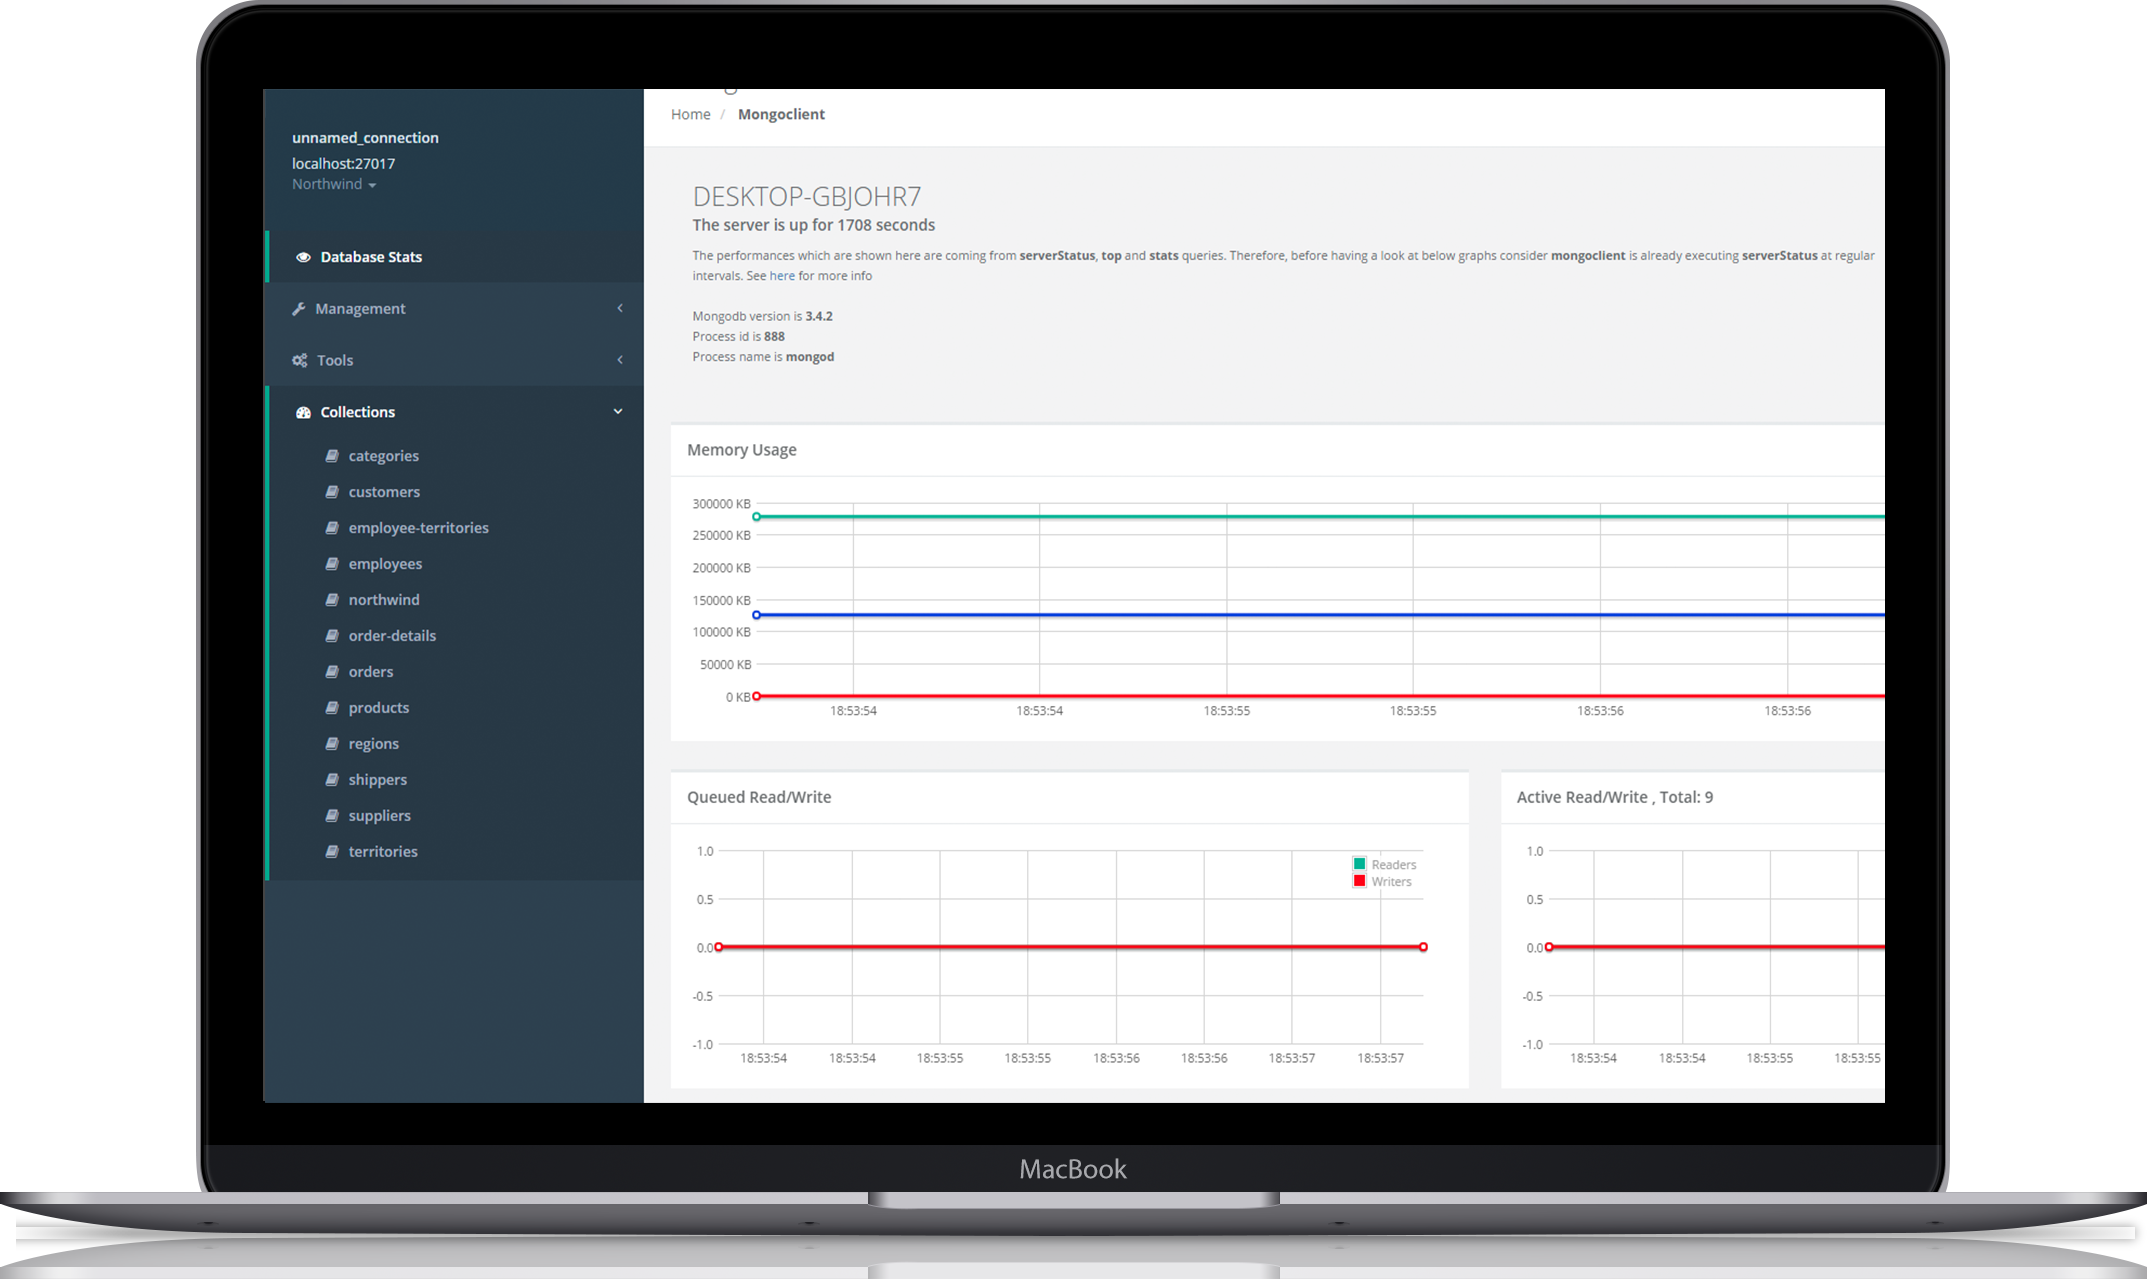 unnamed_connection
localhost:27017
Northwind
Database Stats
Management
Tools
Collections
categories
customers
employee-territories
employees
northwind
order-details
orders
products
regions
shippers
suppliers
territories
Home / Mongoclient
DESKTOP-GBJOHR7
The server is up for 1708 seconds
The performances which are shown here are coming from serverStatus, top and stats queries. Therefore, before having a look at below graphs consider mongoclient is already executing serverStatus at regular
intervals. See here for more info
Mongodb version is 3.4.2
Process id is 888
Process name is mongod
Memory Usage
300000 KB
250000 KB
200000 KB
150000 KB
100000 KB
50000 KB
0 KB
18:53:54 18:53:54 18:53:55 18:53:55 18:53:56 18:53:56
Queued Read/Write
1.0
0.5
0.0
-0.5
-1.0
Readers
Writers
18:53:54 18:53:54 18:53:55 18:53:55 18:53:56 18:53:56 18:53:57 18:53:57
Active Read/Write , Total: 9
1.0
0.5
0.0
-0.5
-1.0
18:53:54 18:53:54 18:53:55 18:53:55
MacBook